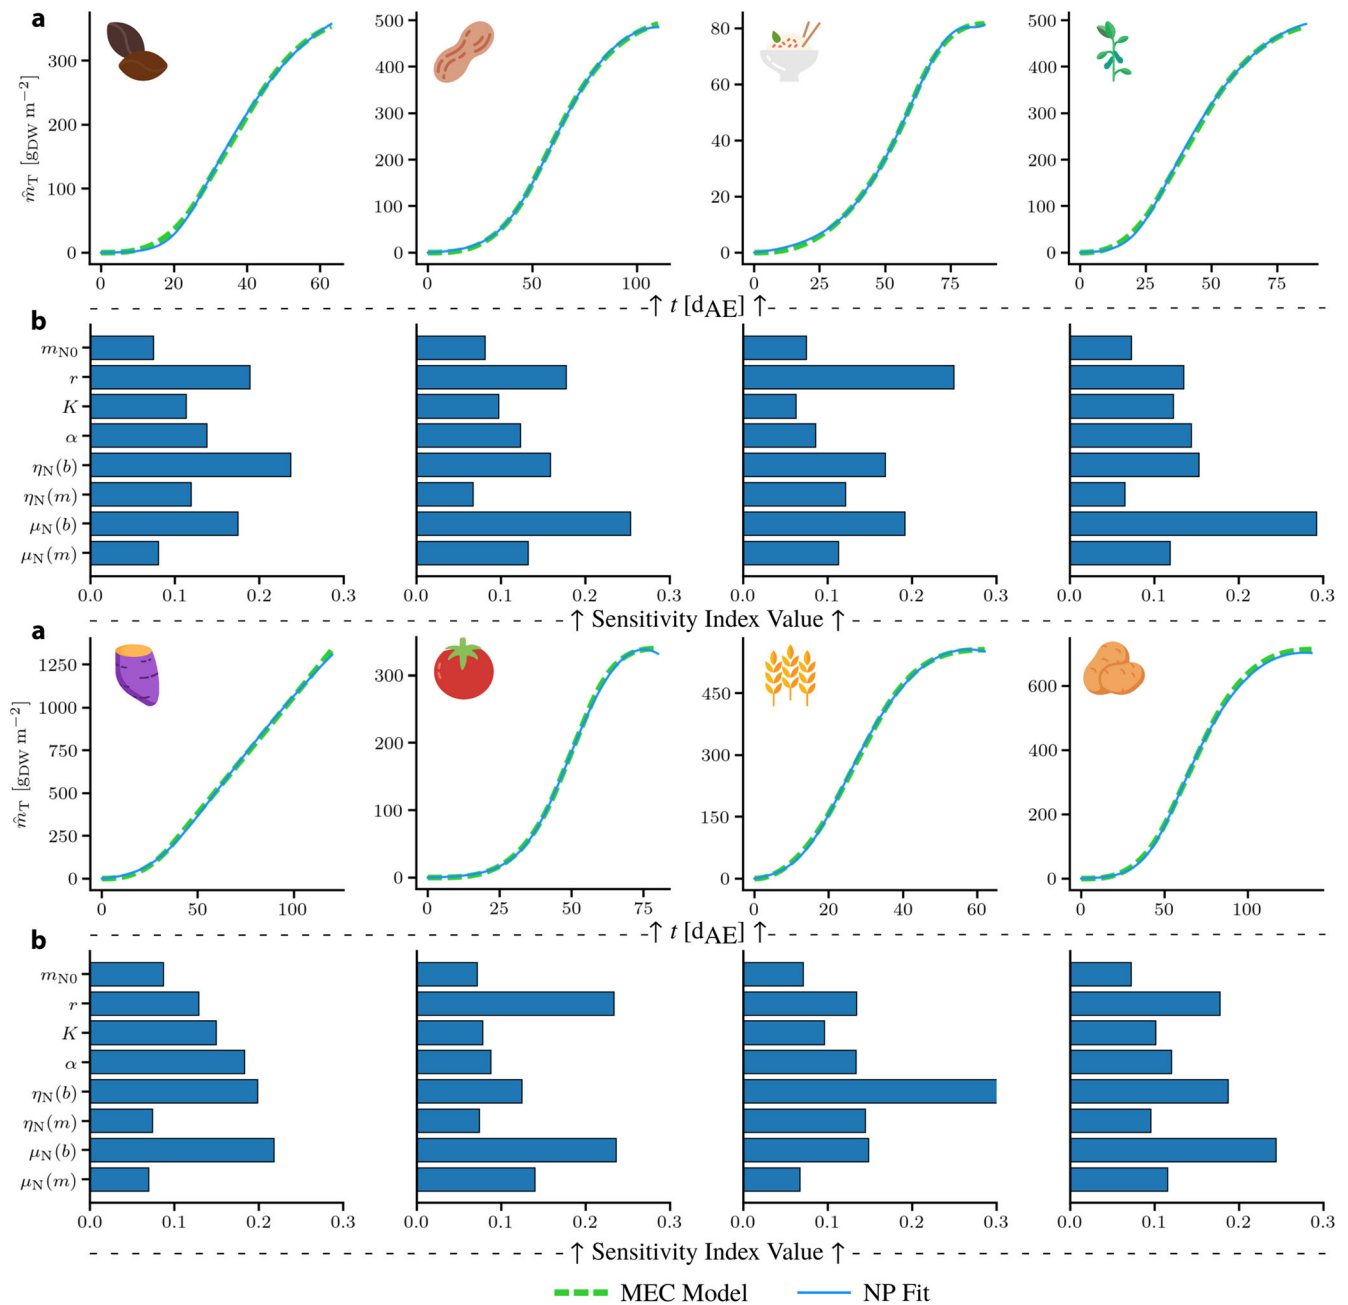 a
m̂T [gDW m−2]
300
200
100
0
0 20 40 60
500
400
300
200
100
0
0 50 100
80
60
40
20
0
0 25 50 75
500
400
300
200
100
0
0 25 50 75
↑ t [dAE] ↑
b
mN0
r
K
α
ηN(b)
ηN(m)
μN(b)
μN(m)
0.0 0.1 0.2 0.3
0.0 0.1 0.2 0.3
0.0 0.1 0.2 0.3
0.0 0.1 0.2 0.3
↑ Sensitivity Index Value ↑
a
m̂T [gDW m−2]
1250
1000
750
500
250
0
0 50 100
300
200
100
0
0 25 50 75
450
300
150
0
0 20 40 60
600
400
200
0
0 50 100
↑ t [dAE] ↑
b
mN0
r
K
α
ηN(b)
ηN(m)
μN(b)
μN(m)
0.0 0.1 0.2 0.3
0.0 0.1 0.2 0.3
0.0 0.1 0.2 0.3
0.0 0.1 0.2 0.3
↑ Sensitivity Index Value ↑
MEC Model NP Fit